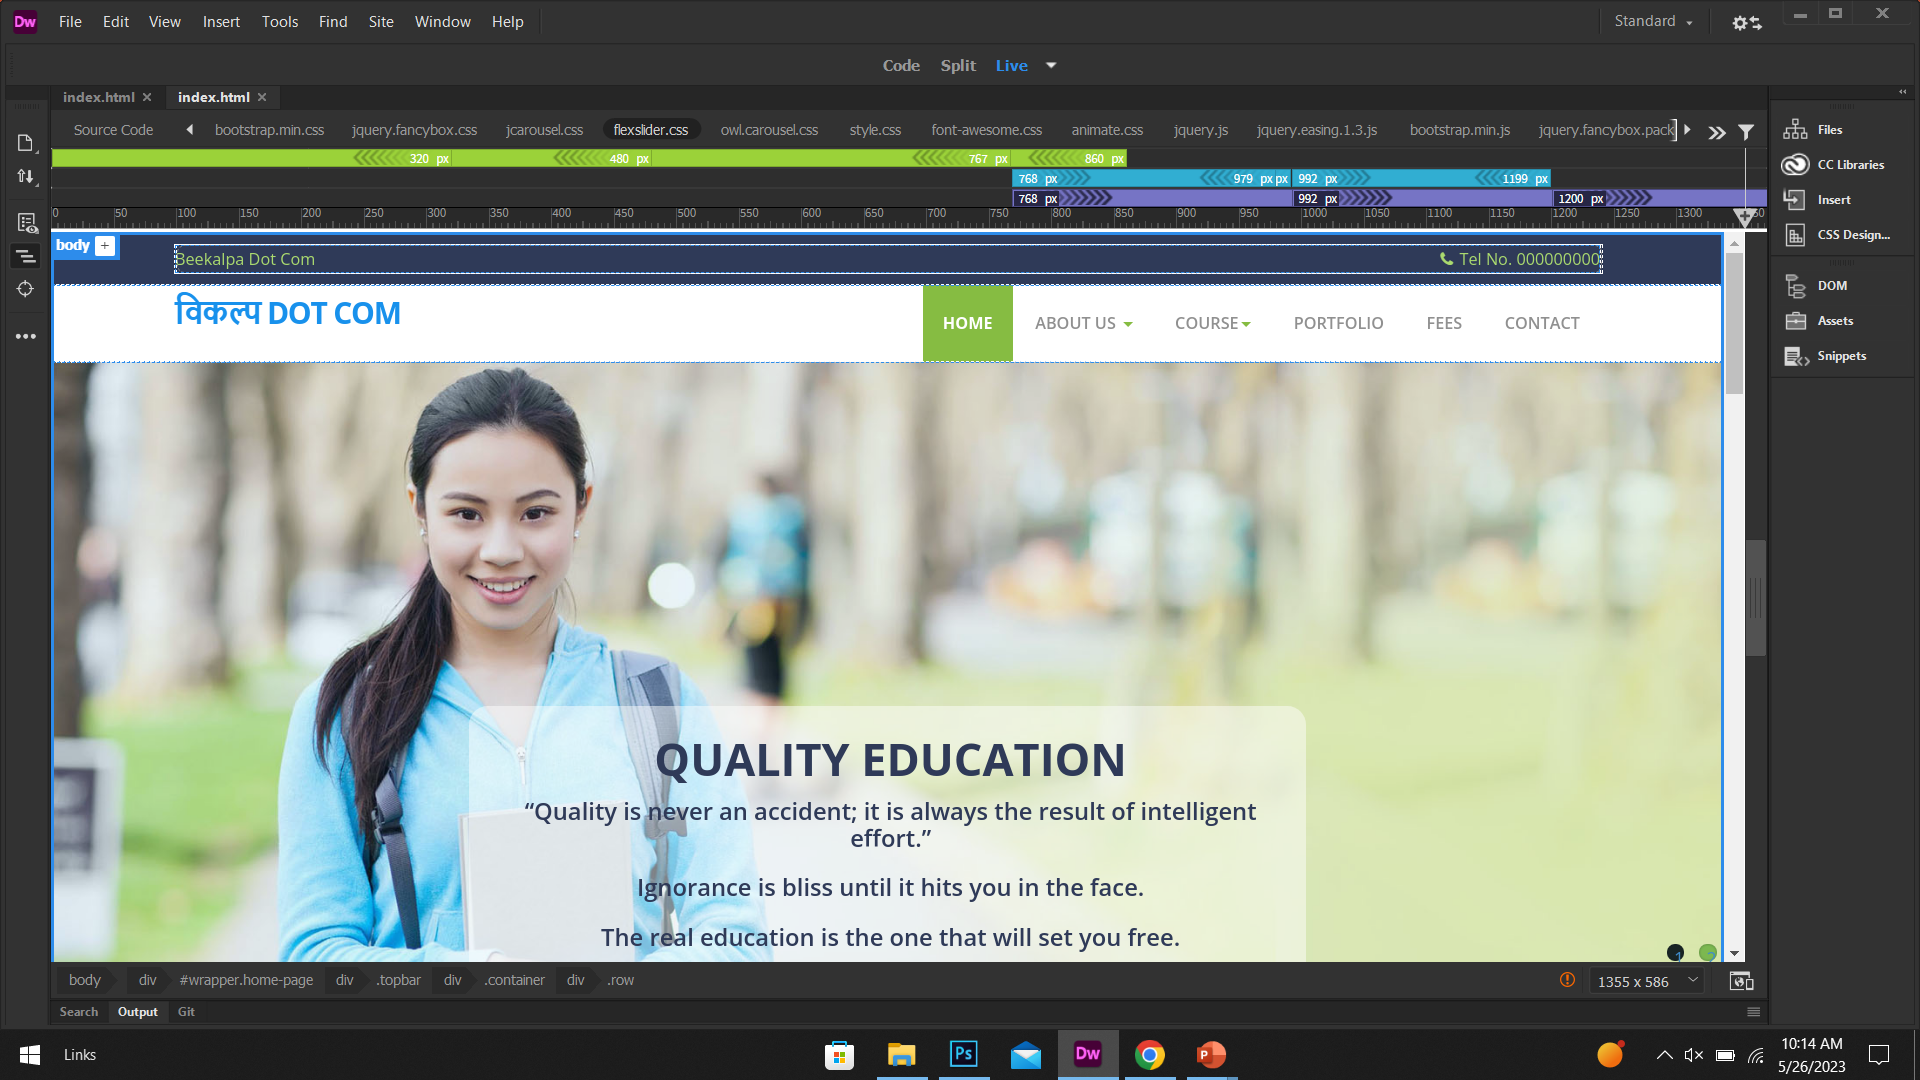 Dw File Edit View Insert Tools Find Site Window Help Standard
Code Split Live
index.html index.html
Source Code bootstrap.min.css jquery.fancybox.css jcarousel.css flexslider.css owl.carousel.css style.css font-awesome.css animate.css jquery.js jquery.easing.1.3.js bootstrap.min.js jquery.fancybox.pack
320 px 480 px 767 px 860 px
768 px 979 px px 992 px 1199 px
768 px 992 px 1200 px
0 50 100 150 200 250 300 350 400 450 500 550 600 650 700 750 800 850 900 950 1000 1050 1100 1150 1200 1250 1300
body +
Beekalpa Dot Com Tel No. 000000000
विकल्प DOT COM HOME ABOUT US COURSE PORTFOLIO FEES CONTACT
QUALITY EDUCATION
“Quality is never an accident; it is always the result of intelligent
effort.”
Ignorance is bliss until it hits you in the face.
The real education is the one that will set you free.
Files
CC Libraries
Insert
CSS Design...
DOM
Assets
Snippets
body div #wrapper.home-page div .topbar div .container div .row 1355 x 586
Search Output Git
Links Ps Dw P 10:14 AM
5/26/2023